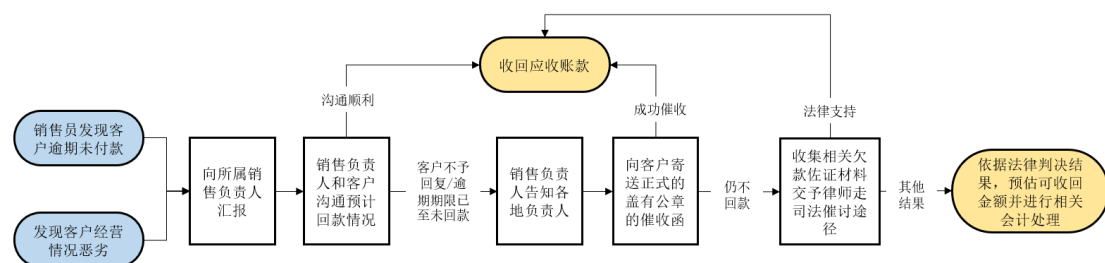 收回应收账款
沟通顺利
成功催收
法律支持
销售员发现客
户逾期未付款
发现客户经营
情况恶劣
向所属销
售负责人
汇报
销售负责
人和客户
沟通预计
回款情况
客户不予
回复/逾
期期限已
至未回款
销售负责
人告知各
地负责人
向客户寄
送正式的
盖有公章
的催收函
仍不
回款
收集相关欠
款佐证材料
交予律师走
司法催讨途
径
其他
结果
依据法律判决结
果，预估可收回
金额并进行相关
会计处理